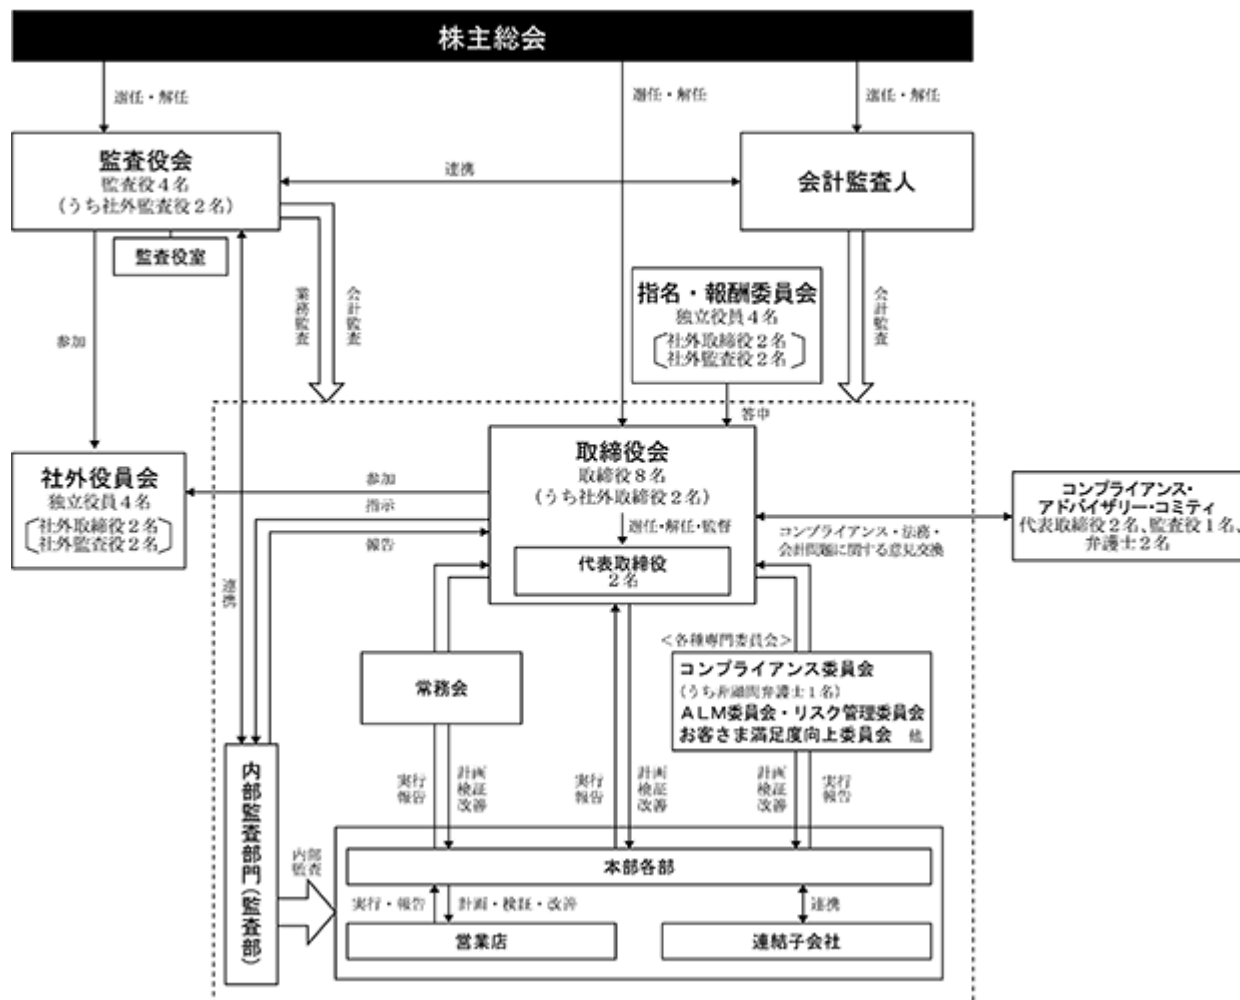 株主総会
選任・解任
選任・解任
選任・解任
監査役会
監査役4名
(うち社外監査役2名)
監査役室
連携
会計監査人
業務監査
会計監査
指名・報酬委員会
独立役員4名
社外取締役2名
社外監査役2名
会計監査
参加
答申
社外役員会
独立役員4名
社外取締役2名
社外監査役2名
参加
指示
報告
取締役会
取締役8名
(うち社外取締役2名)
選任・解任・監督
代表取締役
2名
コンプライアンス・法務・
会計問題に関する意見交換
コンプライアンス・
アドバイザリー・コミティ
代表取締役2名、監査役1名、
弁護士2名
連携
常務会
<各種専門委員会>
コンプライアンス委員会
(うち非顧問弁護士1名)
ALM委員会・リスク管理委員会
お客さま満足度向上委員会 他
実行
報告
計画
検証
改善
実行
報告
計画
検証
改善
計画
検証
改善
実行
報告
内部監査部門(監査部)
内部
監査
本部各部
実行・報告
計画・検証・改善
連携
営業店
連結子会社